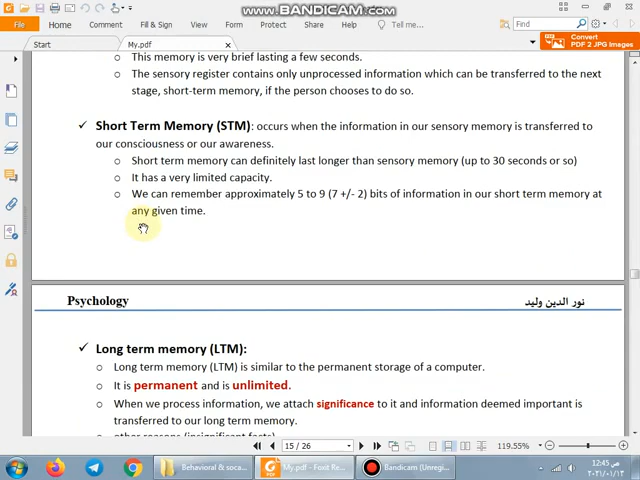 www.BANDICAM.com
File
Home
Comment
Fill & Sign
View
Form
Protect
Share
Help
Tell me...
Find
Start
My.pdf
Convert
PDF 2 JPG Images
○ This memory is very brief lasting a few seconds.
○ The sensory register contains only unprocessed information which can be transferred to the next
stage, short-term memory, if the person chooses to do so.
✓ Short Term Memory (STM): occurs when the information in our sensory memory is transferred to
our consciousness or our awareness.
○ Short term memory can definitely last longer than sensory memory (up to 30 seconds or so)
○ It has a very limited capacity.
○ We can remember approximately 5 to 9 (7 +/- 2) bits of information in our short term memory at
any given time.
Psychology
نور الدين وليد
✓ Long term memory (LTM):
○ Long term memory (LTM) is similar to the permanent storage of a computer.
○ It is permanent and is unlimited.
○ When we process information, we attach significance to it and information deemed important is
transferred to our long term memory.
○ other reasons (insignificant facts)
15 / 26
119.55%
Behavioral & soca...
My.pdf - Foxit Re...
Bandicam (Unregi...
12:45 ص
٢٠٢١/٠١/١٣